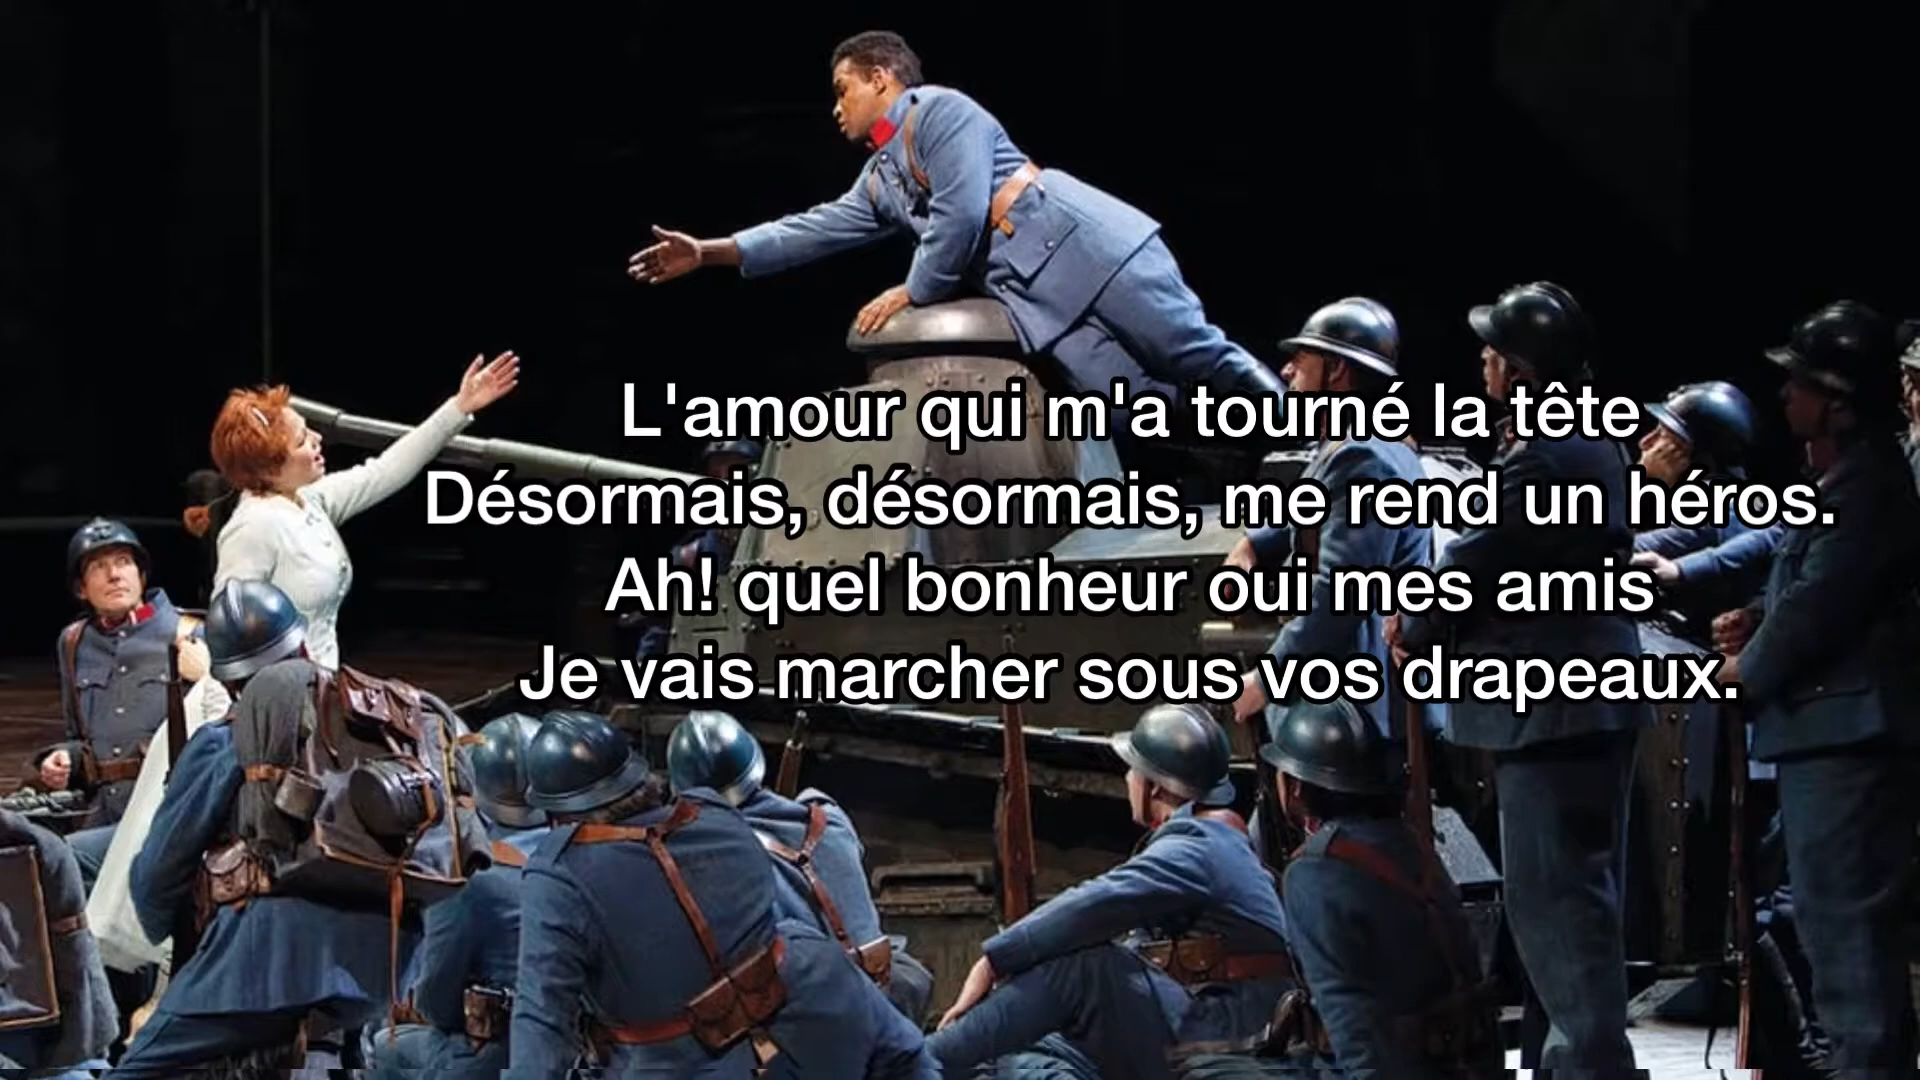 L'amour qui m'a tourné la tête
Désormais, désormais, me rend un héros.
Ah! quel bonheur oui mes amis
Je vais marcher sous vos drapeaux.